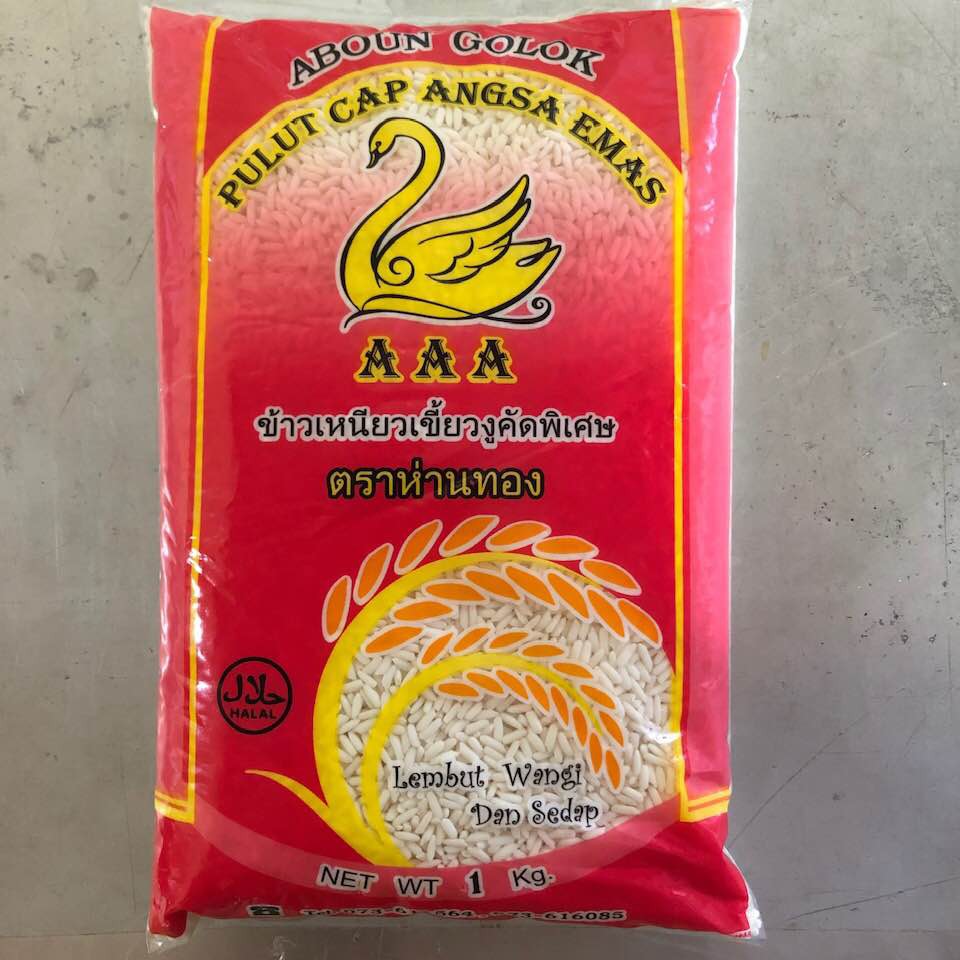 ABOUN GOLOK
PULUT CAP ANGSA EMAS
AAA
ข้าวเหนียวเขี้ยวงูคัดพิเศษ
ตราห่านทอง
حلال
HALAL
Lembut Wangi
Dan Sedap
NET WT 1 Kg.
616085